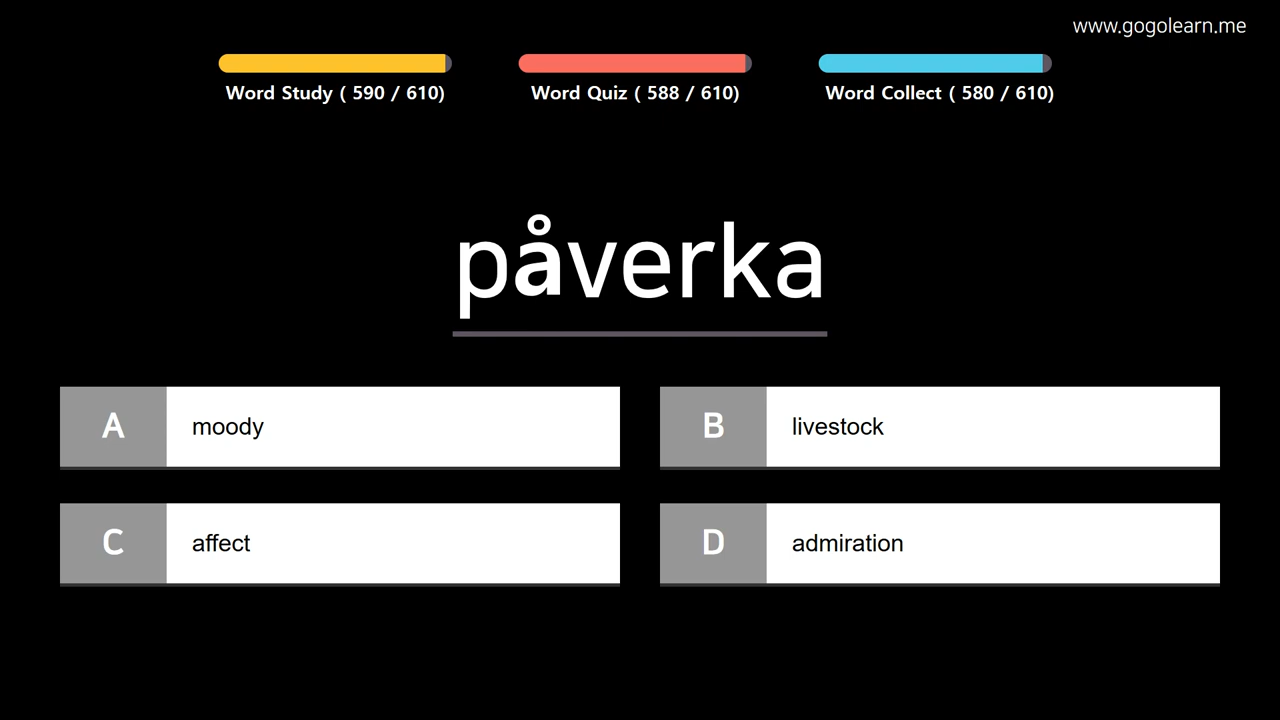 www.gogolearn.me
Word Study ( 590 / 610)
Word Quiz ( 588 / 610)
Word Collect ( 580 / 610)
påverka
A moody
B livestock
C affect
D admiration